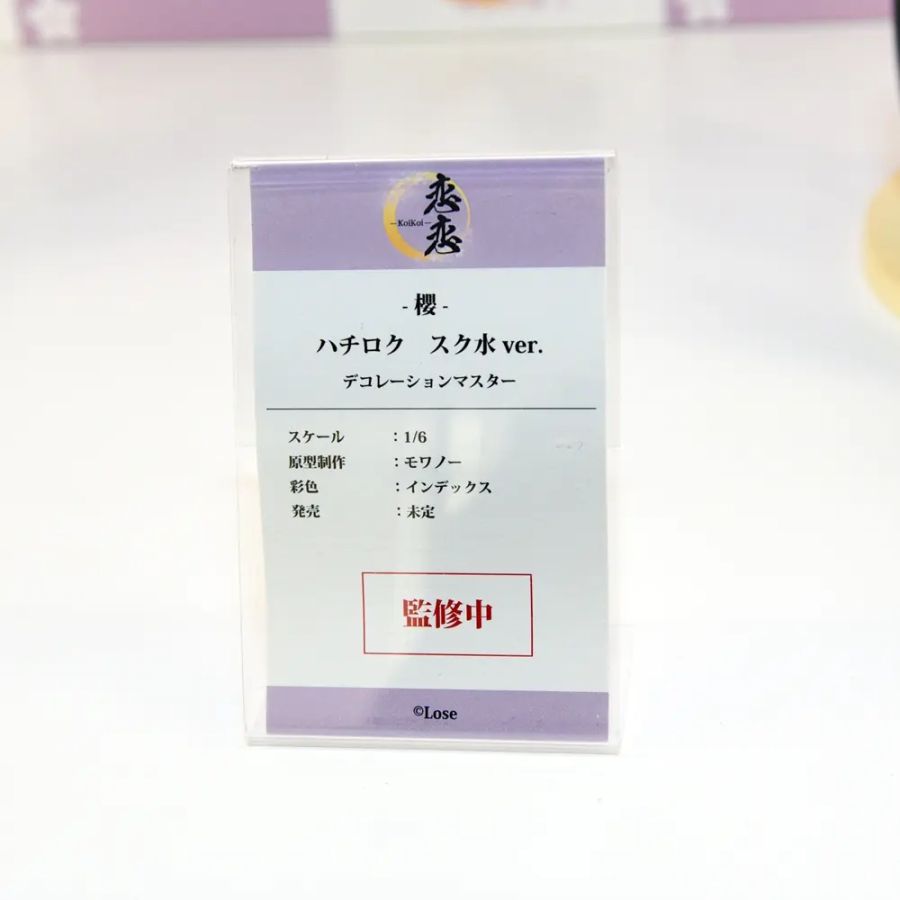 恋恋
—KoiKoi—
- 櫻 -
ハチロク　スク水 ver.
デコレーションマスター
スケール　：1/6
原型制作　：モワノー
彩色　：インデックス
発売　：未定
監修中
©Lose